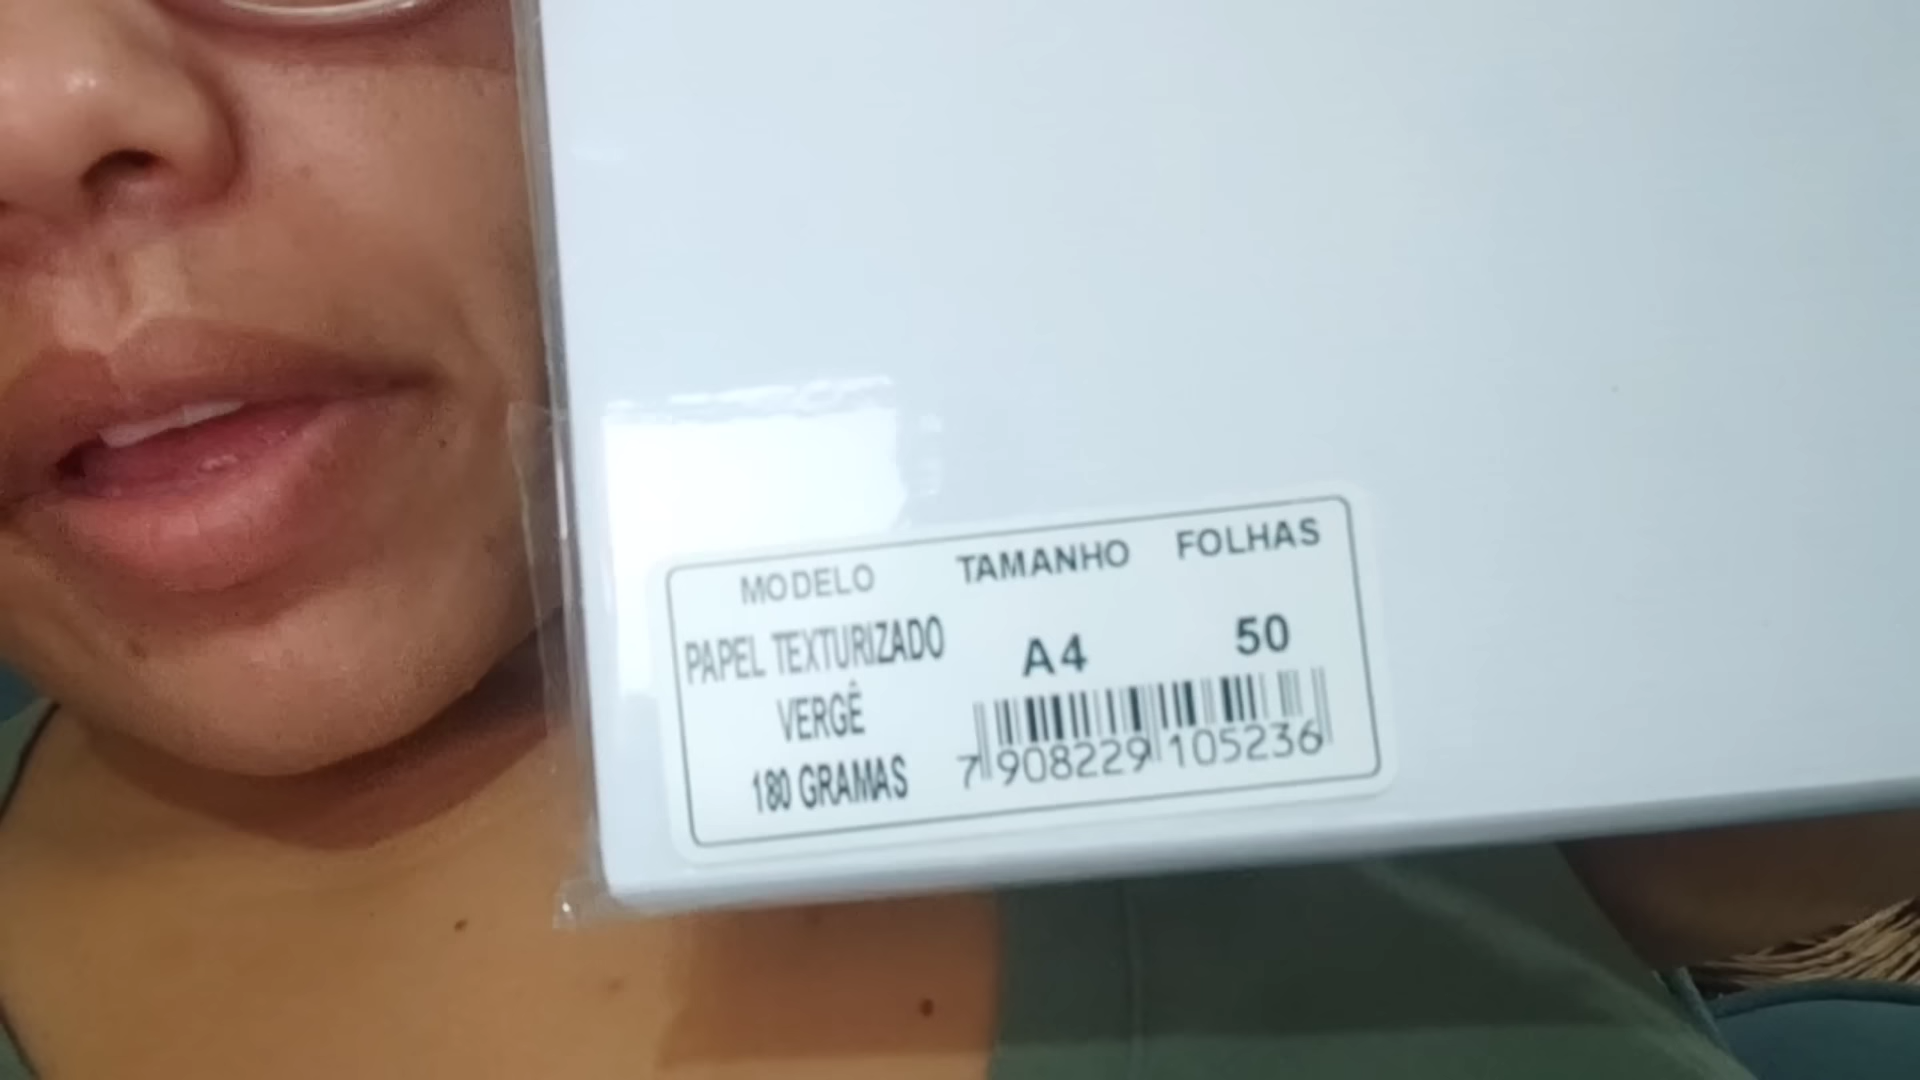 MODELO TAMANHO FOLHAS
PAPEL TEXTURIZADO
VERGÊ
180 GRAMAS
A4 50
7 908229 105236